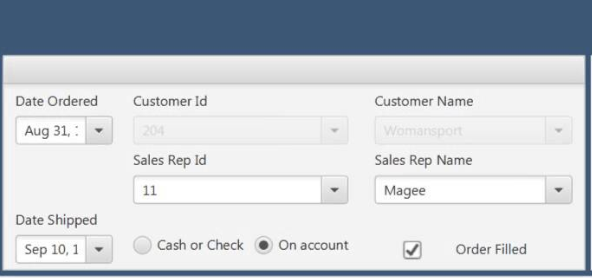 Date Ordered Customer Id Customer Name
Aug 31, : 204 Womansport
Sales Rep Id Sales Rep Name
11 Magee
Date Shipped
Sep 10, 1 Cash or Check On account Order Filled